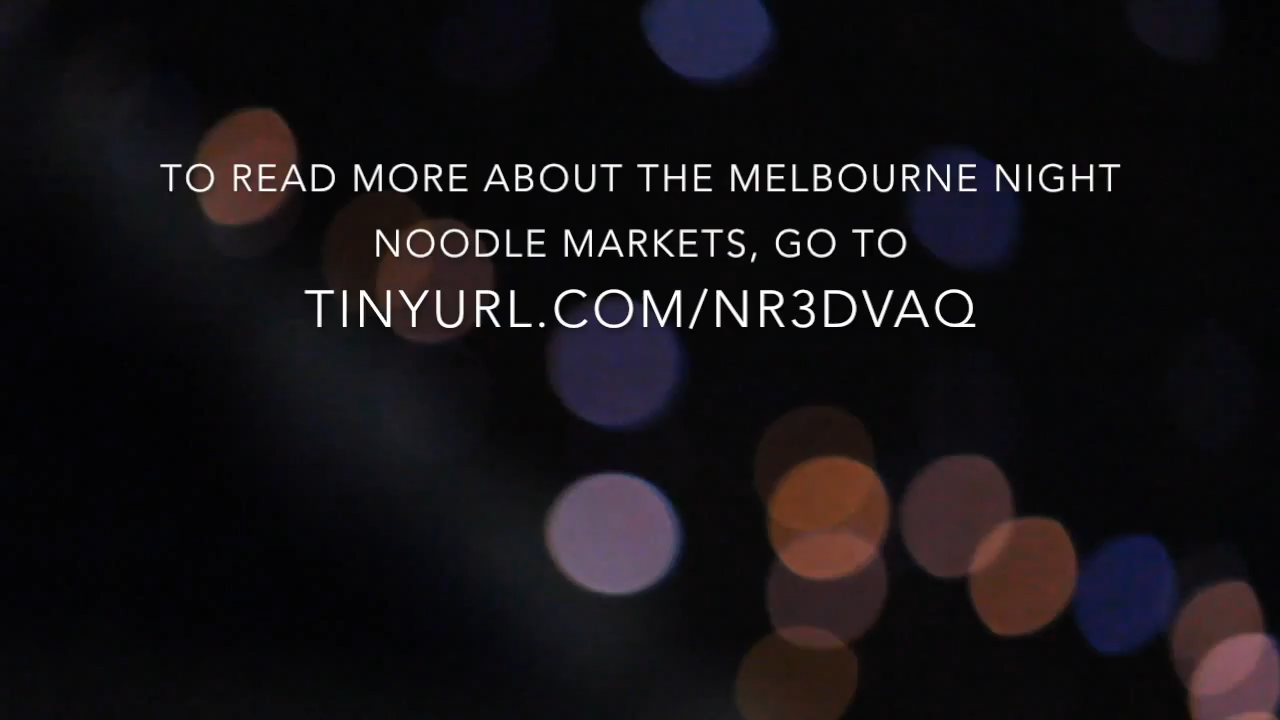 TO READ MORE ABOUT THE MELBOURNE NIGHT
NOODLE MARKETS, GO TO
TINYURL.COM/NR3DVAQ